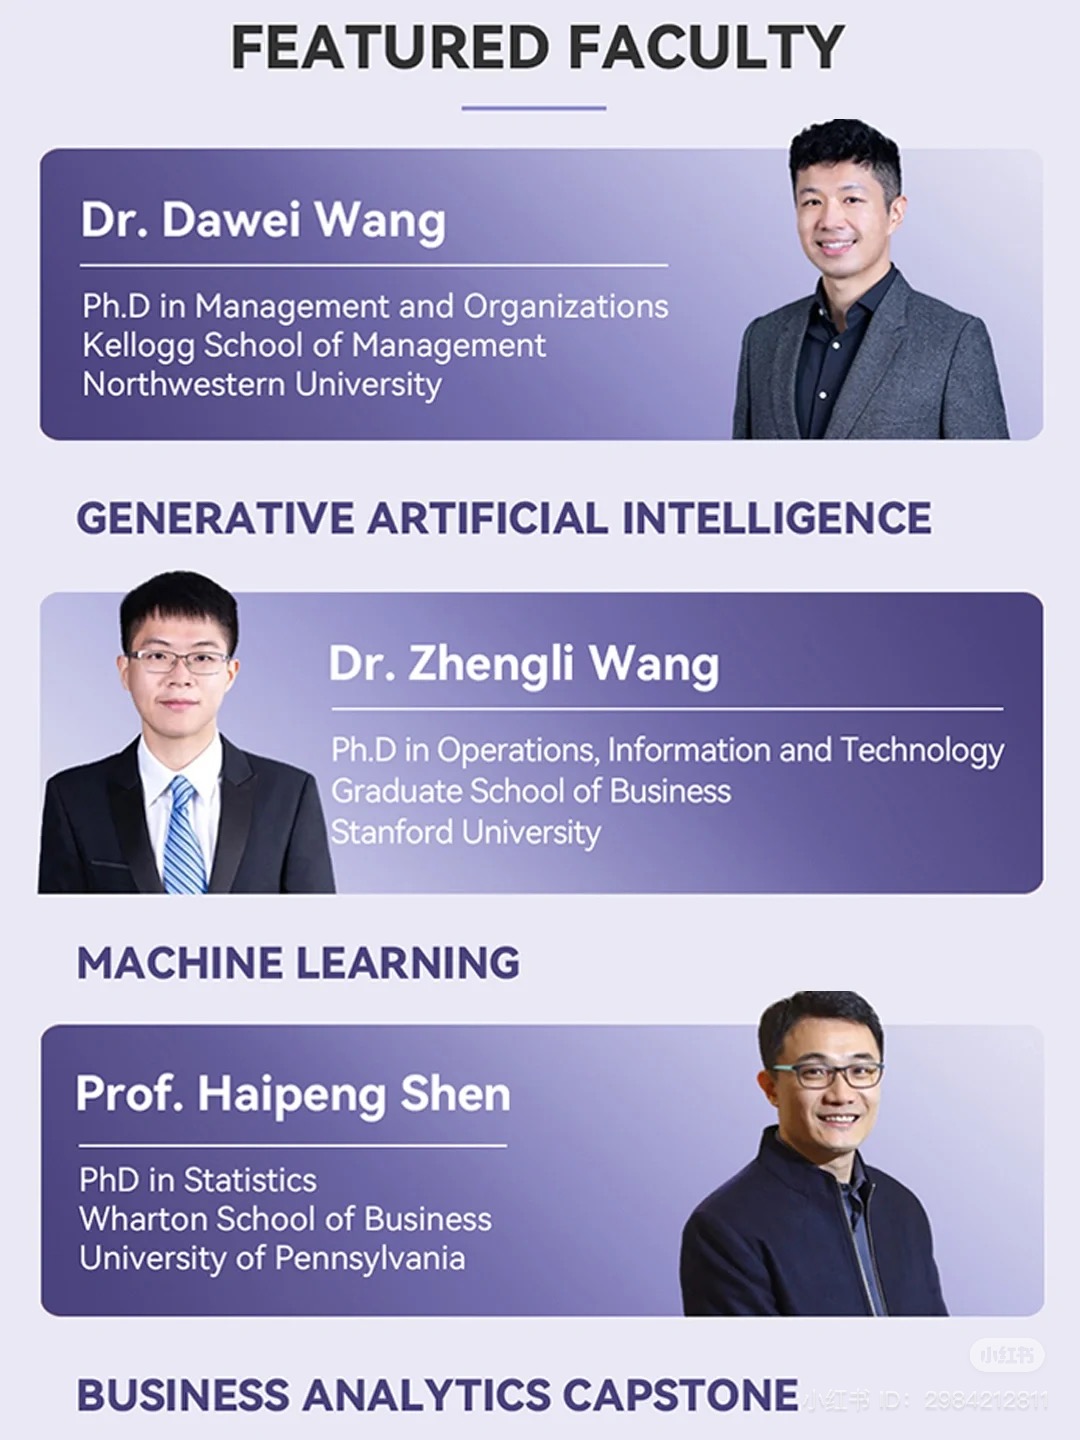 FEATURED FACULTY
Dr. Dawei Wang
Ph.D in Management and Organizations
Kellogg School of Management
Northwestern University
GENERATIVE ARTIFICIAL INTELLIGENCE
Dr. Zhengli Wang
Ph.D in Operations, Information and Technology
Graduate School of Business
Stanford University
MACHINE LEARNING
Prof. Haipeng Shen
PhD in Statistics
Wharton School of Business
University of Pennsylvania
小红书
BUSINESS ANALYTICS CAPSTONE
小红书 ID: 2984212811